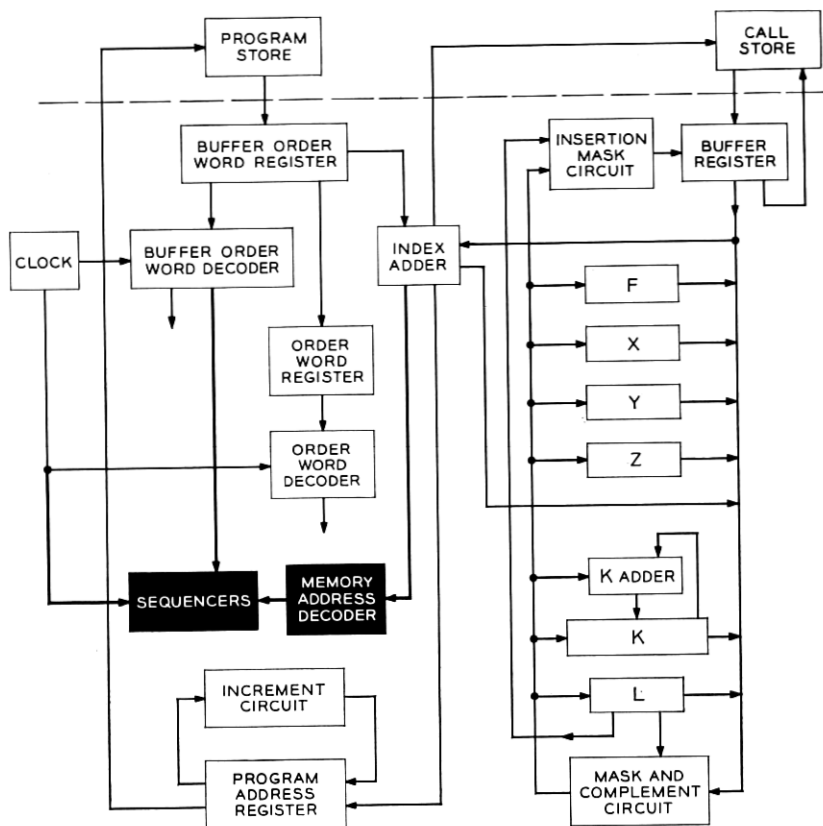 PROGRAM
STORE
CALL
STORE
BUFFER ORDER
WORD REGISTER
INSERTION
MASK
CIRCUIT
BUFFER
REGISTER
CLOCK
BUFFER ORDER
WORD DECODER
INDEX
ADDER
F
ORDER
WORD
REGISTER
X
Y
ORDER
WORD
DECODER
Z
SEQUENCERS
MEMORY
ADDRESS
DECODER
K ADDER
K
INCREMENT
CIRCUIT
L
PROGRAM
ADDRESS
REGISTER
MASK AND
COMPLEMENT
CIRCUIT